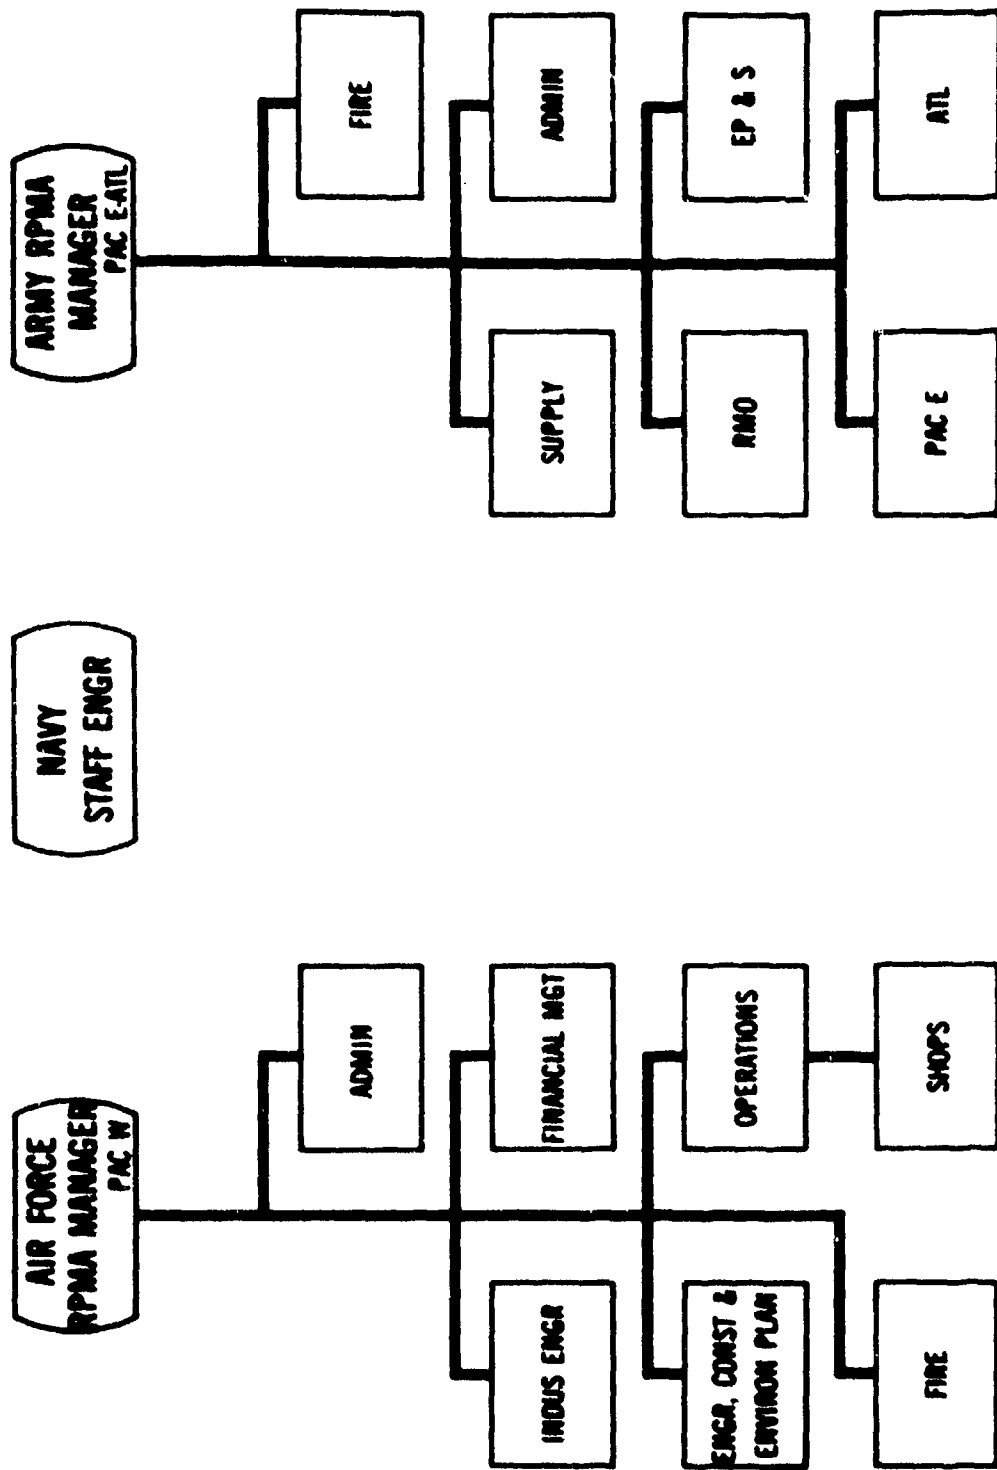 AIR FORCE
RPMA MANAGER
PAC W
NAVY
STAFF ENGR
ARMY RPMA
MANAGER
PAC E-ATL
ADMIN
FIRE
INDUS ENGR
FINANCIAL MGT
SUPPLY
ADMIN
ENGR, CONST &
ENVIRON PLAN
OPERATIONS
RMO
EP & S
FIRE
SHOPS
PAC E
ATL